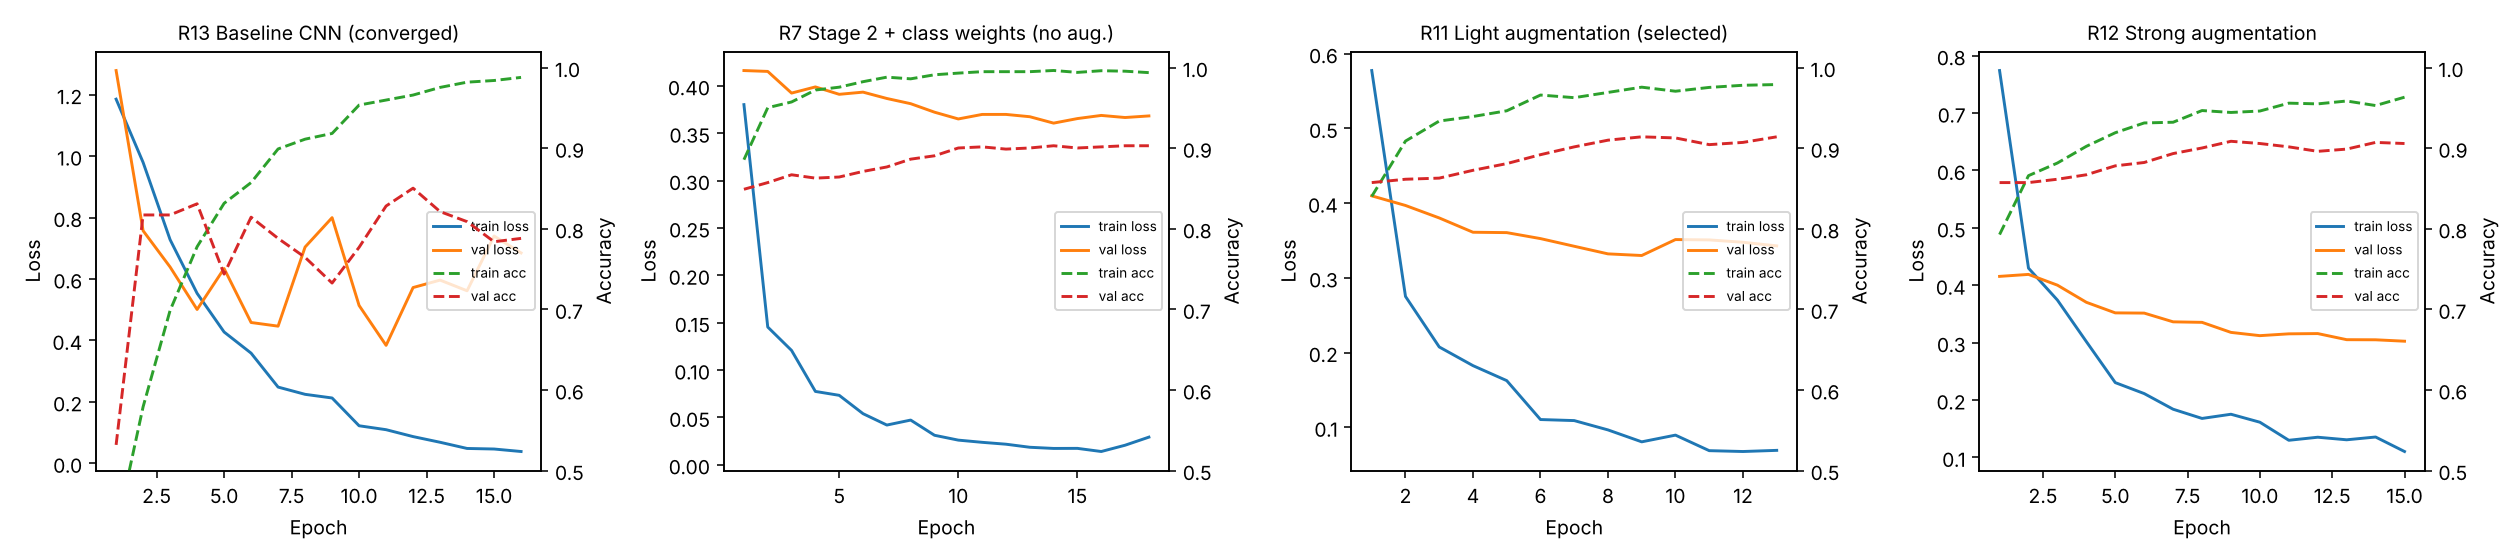 R13 Baseline CNN (converged)
1.2
1.0
0.8
0.6
0.4
0.2
0.0
Loss
1.0
0.9
0.8
0.7
0.6
0.5
Accuracy
train loss
val loss
train acc
val acc
2.5 5.0 7.5 10.0 12.5 15.0
Epoch
R7 Stage 2 + class weights (no aug.)
0.40
0.35
0.30
0.25
0.20
0.15
0.10
0.05
0.00
Loss
1.0
0.9
0.8
0.7
0.6
0.5
Accuracy
train loss
val loss
train acc
val acc
5 10 15
Epoch
R11 Light augmentation (selected)
0.6
0.5
0.4
0.3
0.2
0.1
Loss
1.0
0.9
0.8
0.7
0.6
0.5
Accuracy
train loss
val loss
train acc
val acc
2 4 6 8 10 12
Epoch
R12 Strong augmentation
0.8
0.7
0.6
0.5
0.4
0.3
0.2
0.1
Loss
1.0
0.9
0.8
0.7
0.6
0.5
Accuracy
train loss
val loss
train acc
val acc
2.5 5.0 7.5 10.0 12.5 15.0
Epoch